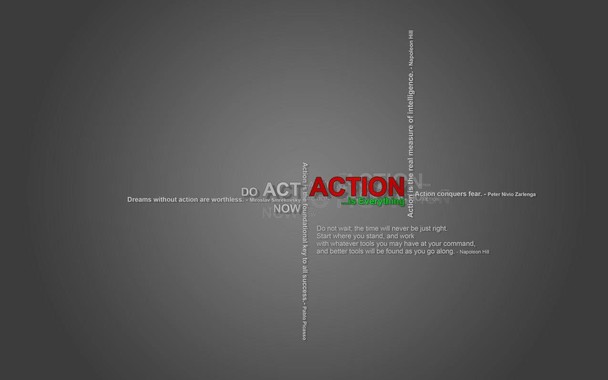 Action is the real measure of intelligence. - Napoleon Hill
DO ACT
NOW
Dreams without action are worthless. -
ACTION
...is Everything
Action conquers fear. - Peter Nivio Zarlenga
Action is the foundational key to all success. - Pablo Picasso
Do not wait; the time will never be just right.
Start where you stand, and work
with whatever tools you may have at your command,
and better tools will be found as you go along. - Napoleon Hill